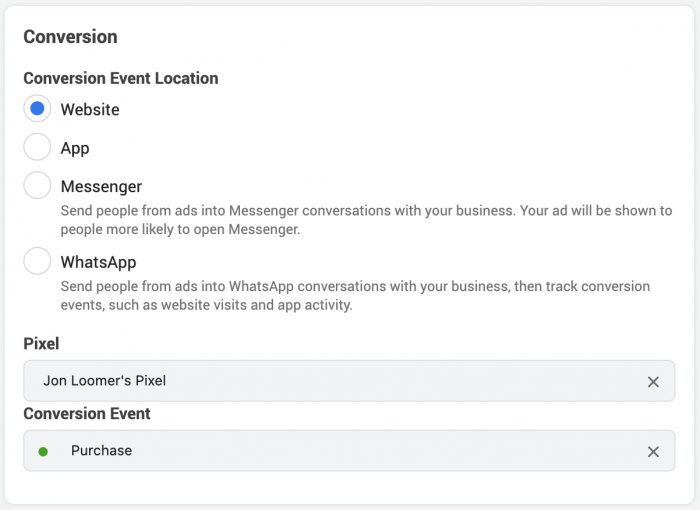 Conversion
Conversion Event Location
Website
App
Messenger
Send people from ads into Messenger conversations with your business. Your ad will be shown to
people more likely to open Messenger.
WhatsApp
Send people from ads into WhatsApp conversations with your business, then track conversion
events, such as website visits and app activity.
Pixel
Jon Loomer's Pixel
Conversion Event
Purchase